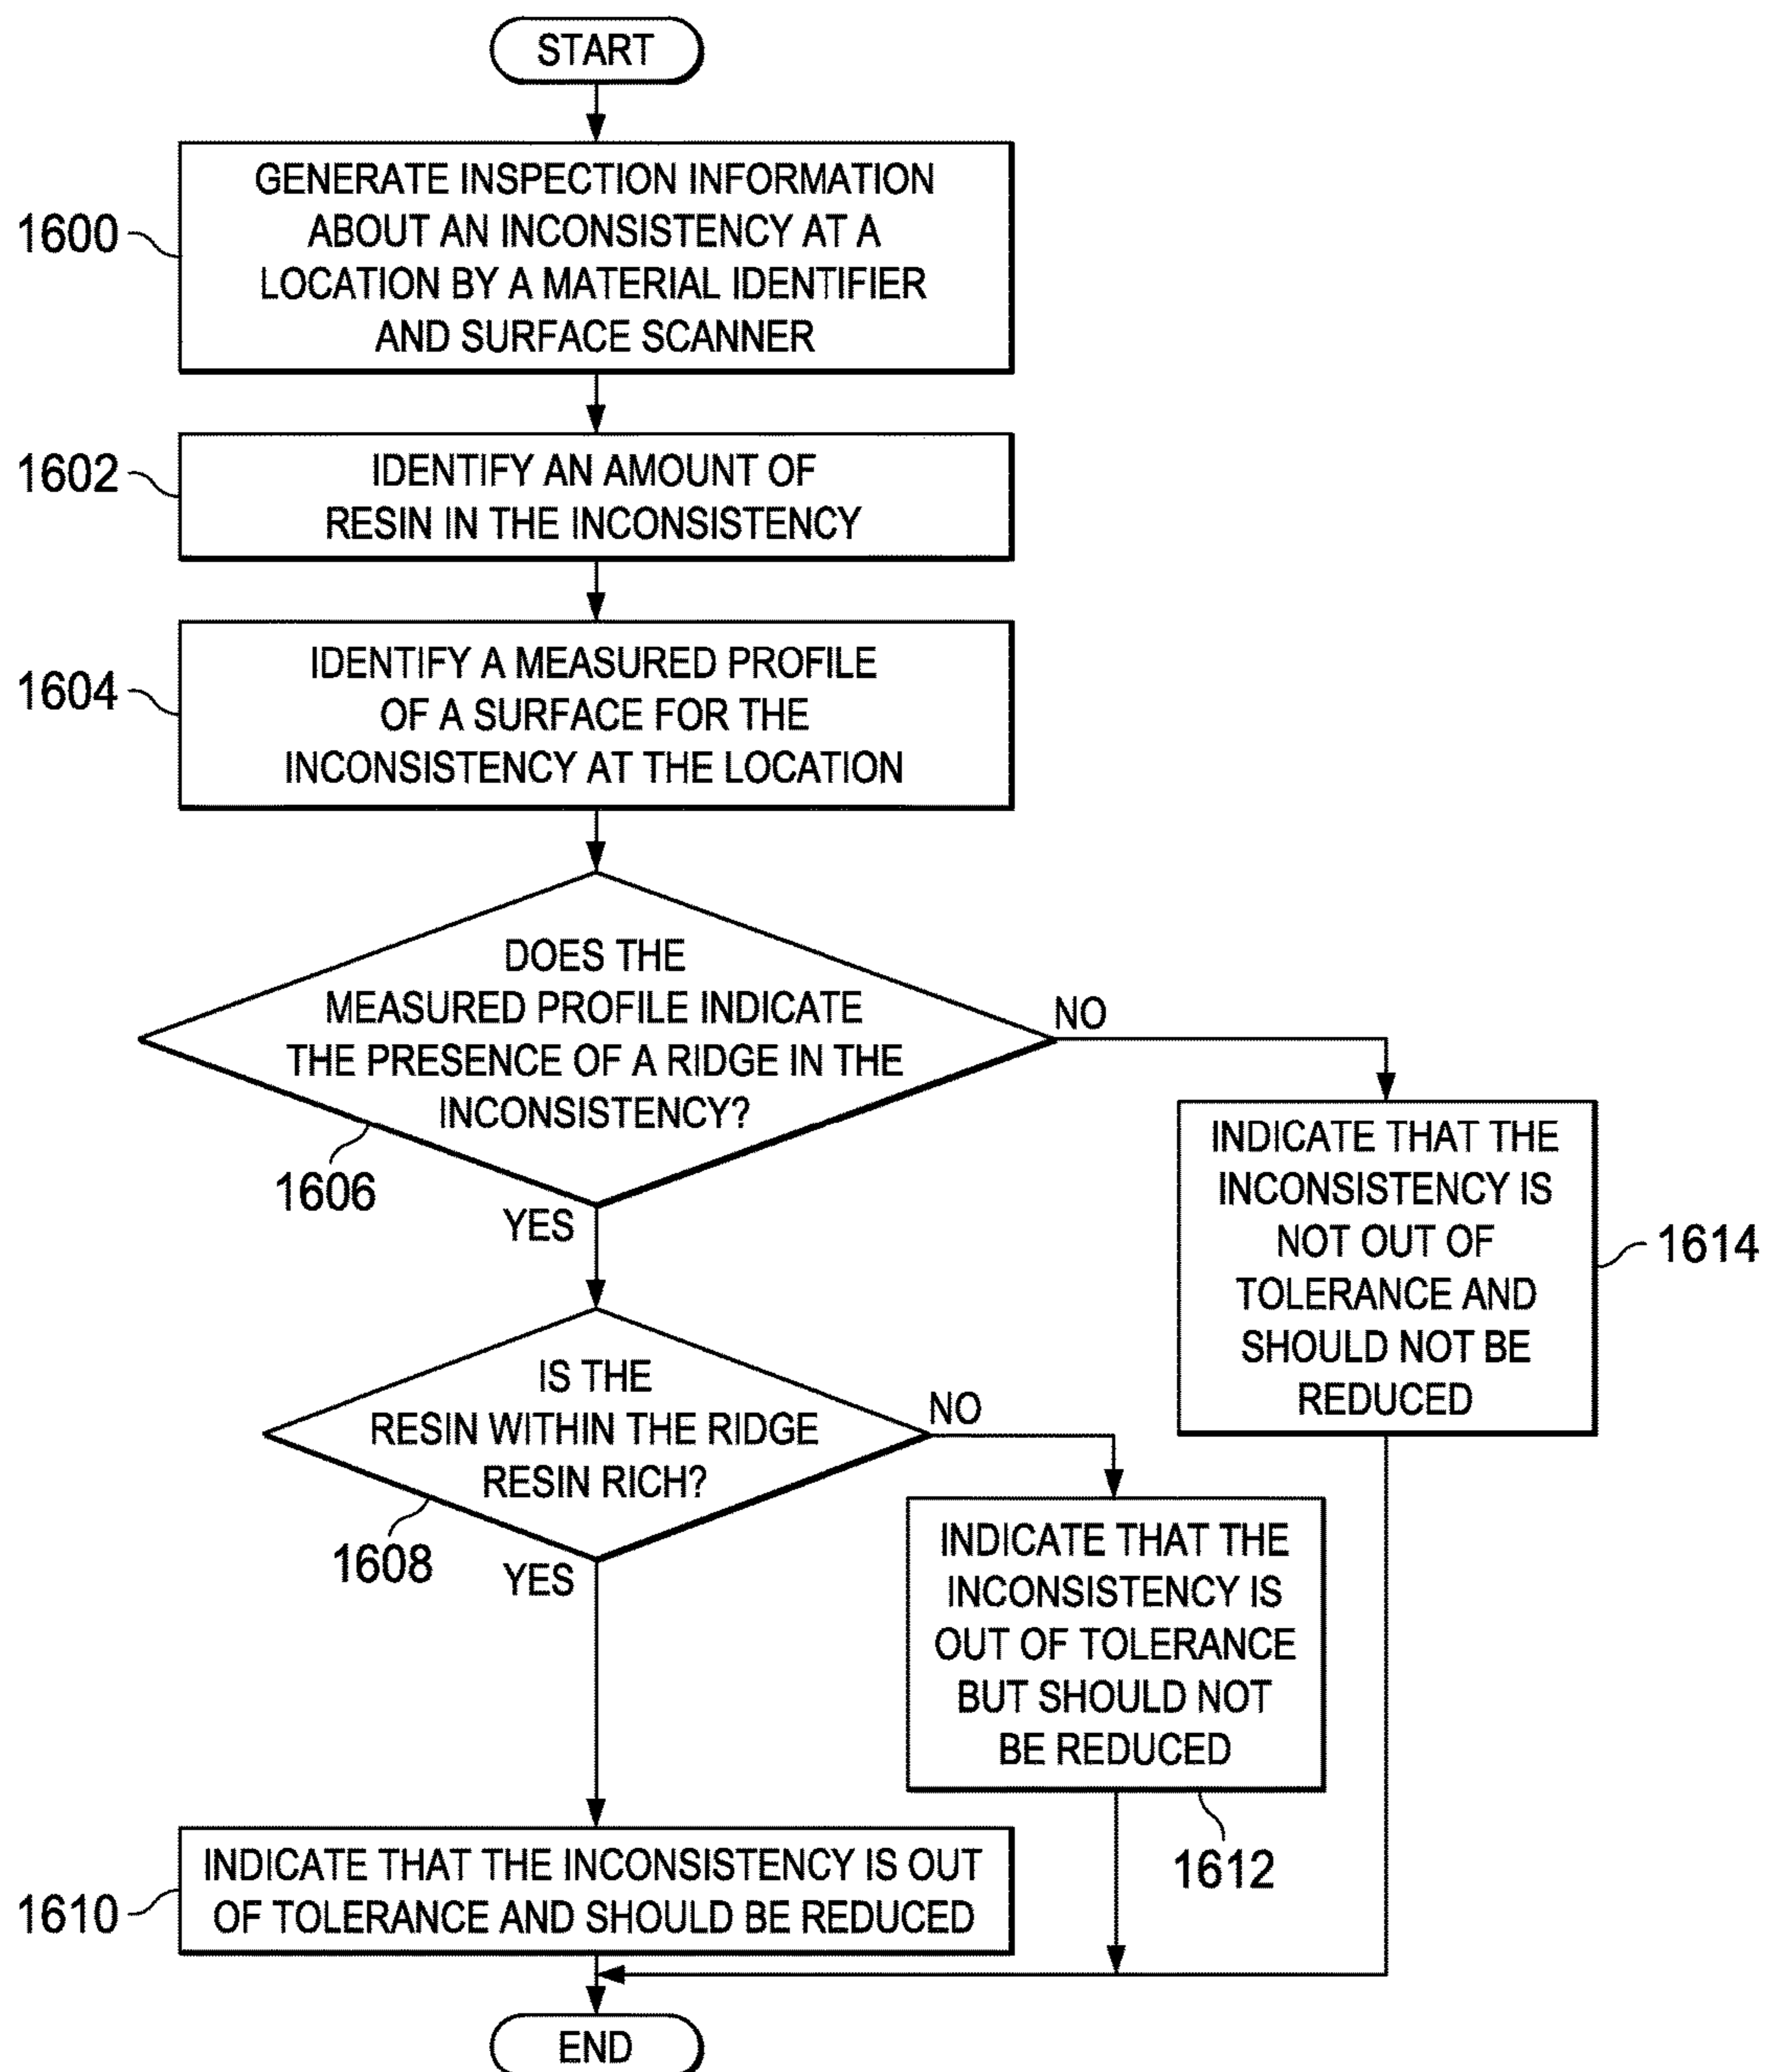 START
1600
GENERATE INSPECTION INFORMATION
ABOUT AN INCONSISTENCY AT A
LOCATION BY A MATERIAL IDENTIFIER
AND SURFACE SCANNER
1602
IDENTIFY AN AMOUNT OF
RESIN IN THE INCONSISTENCY
1604
IDENTIFY A MEASURED PROFILE
OF A SURFACE FOR THE
INCONSISTENCY AT THE LOCATION
DOES THE
MEASURED PROFILE INDICATE
THE PRESENCE OF A RIDGE IN THE
INCONSISTENCY?
1606
NO
YES
INDICATE THAT THE
INCONSISTENCY IS
NOT OUT OF
TOLERANCE AND
SHOULD NOT BE
REDUCED
1614
IS THE
RESIN WITHIN THE RIDGE
RESIN RICH?
1608
NO
YES
INDICATE THAT THE
INCONSISTENCY IS
OUT OF TOLERANCE
BUT SHOULD NOT
BE REDUCED
1612
1610
INDICATE THAT THE INCONSISTENCY IS OUT
OF TOLERANCE AND SHOULD BE REDUCED
END